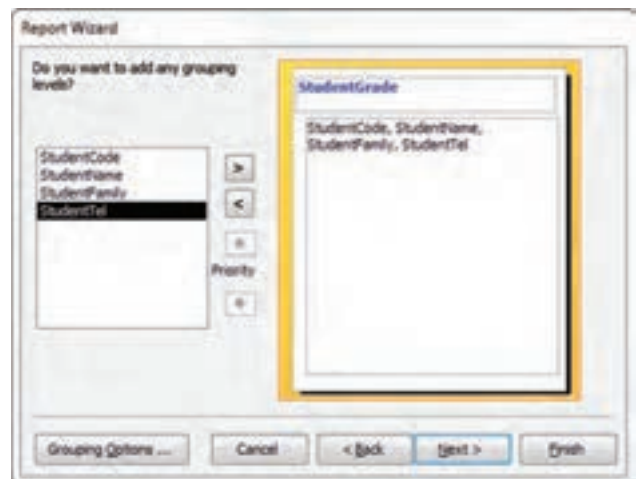 Report Wizard
Do you want to add any grouping
levels?
StudentCode
StudentName
StudentFamily
StudentTel
>
<
Priority
StudentGrade
StudentCode, StudentName,
StudentFamily, StudentTel
Grouping Options ...
Cancel
< Back
Next >
Finish